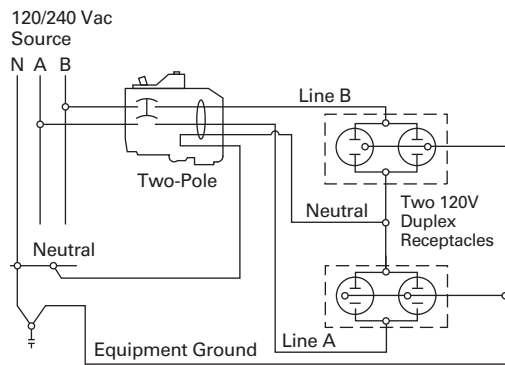 120/240 Vac
Source
N A B
Line B
Two-Pole
Neutral
Two 120V
Duplex
Receptacles
Neutral
Line A
Equipment Ground